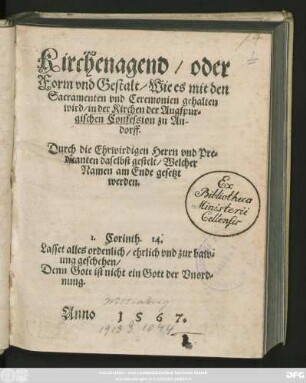 Kirchenagend / oder
Form vnd Gestalt / Wie es mit den
Sacramenten vnd Ceremonien gehalten
wird / in der Kirchen der Augspur-
gischen Confession zu An-
dorff.
Durch die Ehrwirdigen Herrn vnd Pre-
dicanten daselbst gestelt / Welcher
Namen am Ende gesetzt
werden.
Ex
Bibliotheca
Ministerii
Cellensis
1. Corinth. 14.
Lasset alles ordenlich / ehrlich vnd zur baw-
ung geschehen /
Denn Gott ist nicht ein Gott der Vnord-
nung.
Anno 1567.